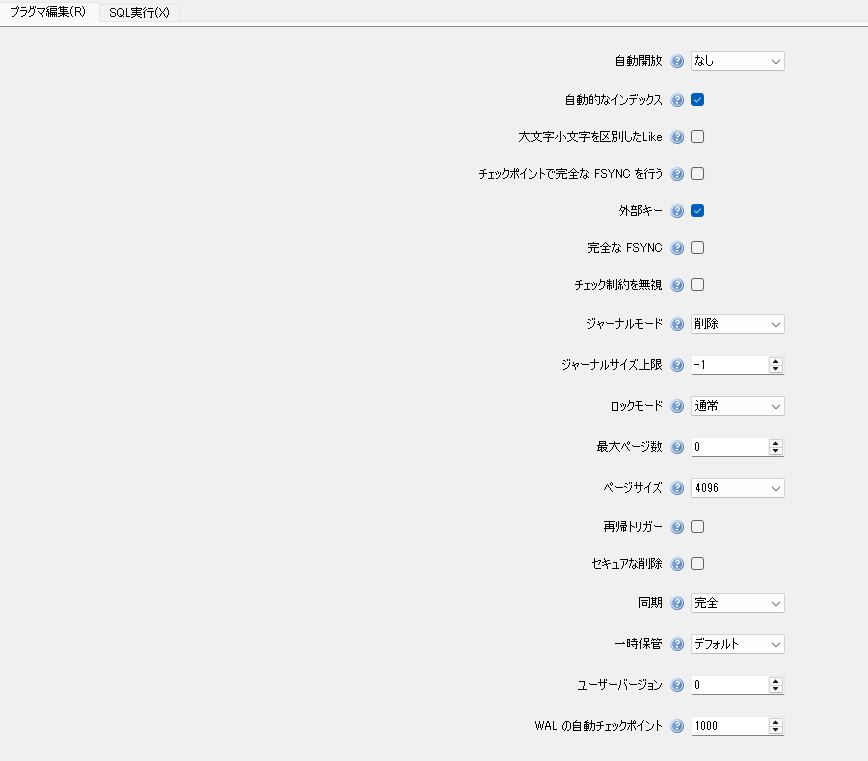 プラグマ編集(R) SQL実行(X)
自動開放 ? なし
自動的なインデックス ?
大文字小文字を区別したLike ?
チェックポイントで完全な FSYNC を行う ?
外部キー ?
完全な FSYNC ?
チェック制約を無視 ?
ジャーナルモード ? 削除
ジャーナルサイズ上限 ? -1
ロックモード ? 通常
最大ページ数 ? 0
ページサイズ ? 4096
再帰トリガー ?
セキュアな削除 ?
同期 ? 完全
一時保管 ? デフォルト
ユーザーバージョン ? 0
WAL の自動チェックポイント ? 1000